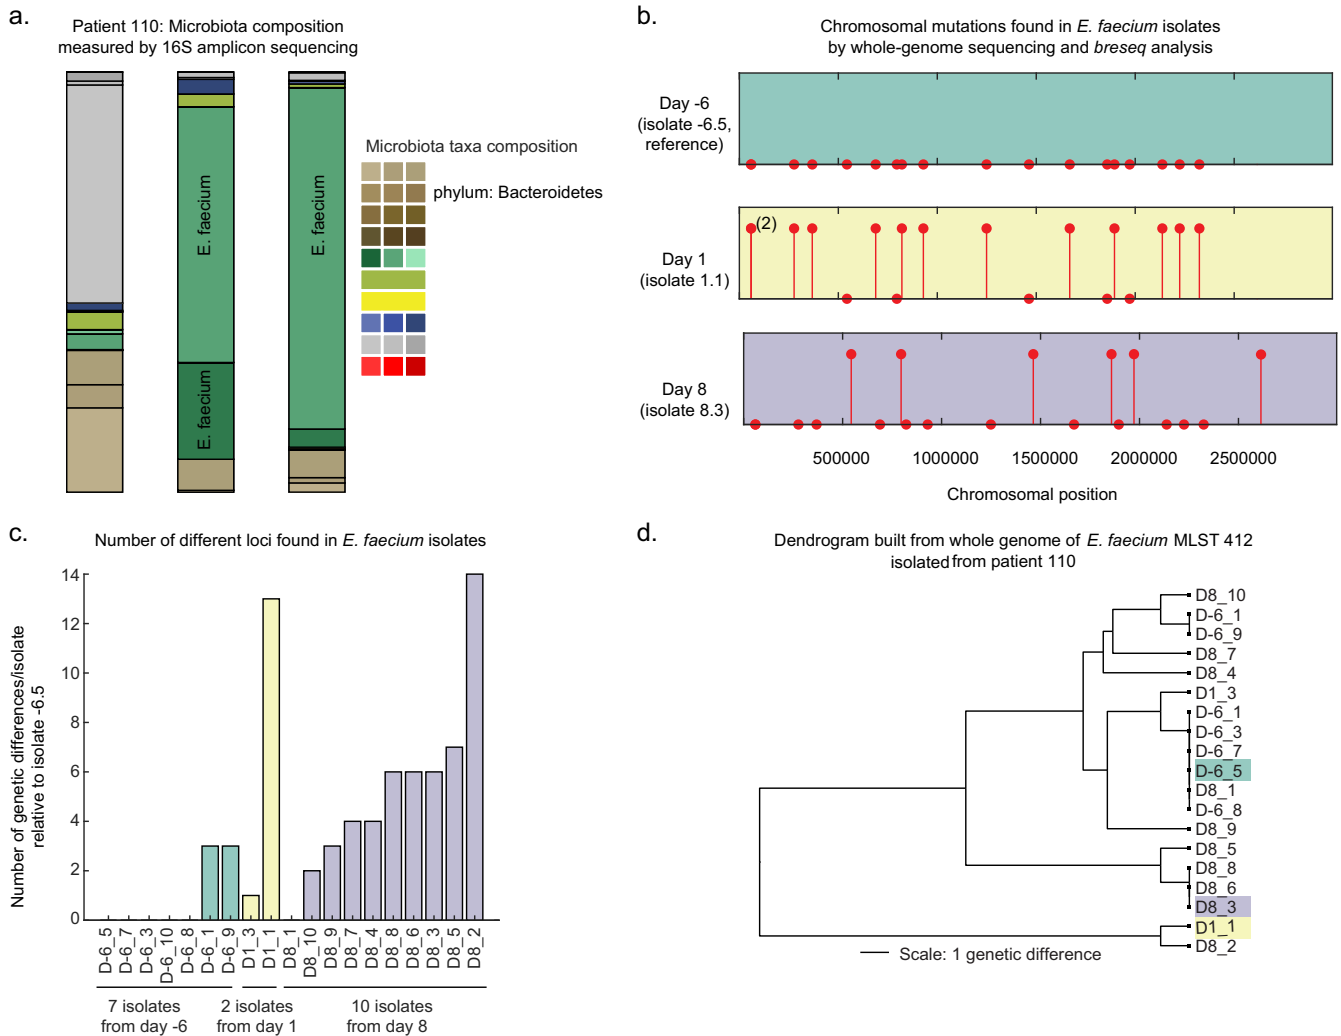 a.
Patient 110: Microbiota composition
measured by 16S amplicon sequencing
E. faecium
E. faecium
E. faecium
Microbiota taxa composition
phylum: Bacteroidetes
b.
Chromosomal mutations found in E. faecium isolates
by whole-genome sequencing and breseq analysis
Day -6
(isolate -6.5,
reference)
(2)
Day 1
(isolate 1.1)
Day 8
(isolate 8.3)
500000 1000000 1500000 2000000 2500000
Chromosomal position
c.
Number of different loci found in E. faecium isolates
Number of genetic differences/isolate
relative to isolate -6.5
14
12
10
8
6
4
2
0
D-6_5 D-6_7 D-6_3 D-6_10 D-6_8 D-6_1 D-6_9 D1_3 D1_1 D8_1 D8_10 D8_9 D8_7 D8_4 D8_8 D8_6 D8_3 D8_5 D8_2
7 isolates
from day -6
2 isolates
from day 1
10 isolates
from day 8
d.
Dendrogram built from whole genome of E. faecium MLST 412
isolated from patient 110
D8_10
D-6_1
D-6_9
D8_7
D8_4
D1_3
D-6_1
D-6_3
D-6_7
D-6_5
D8_1
D-6_8
D8_9
D8_5
D8_8
D8_6
D8_3
D1_1
D8_2
Scale: 1 genetic difference